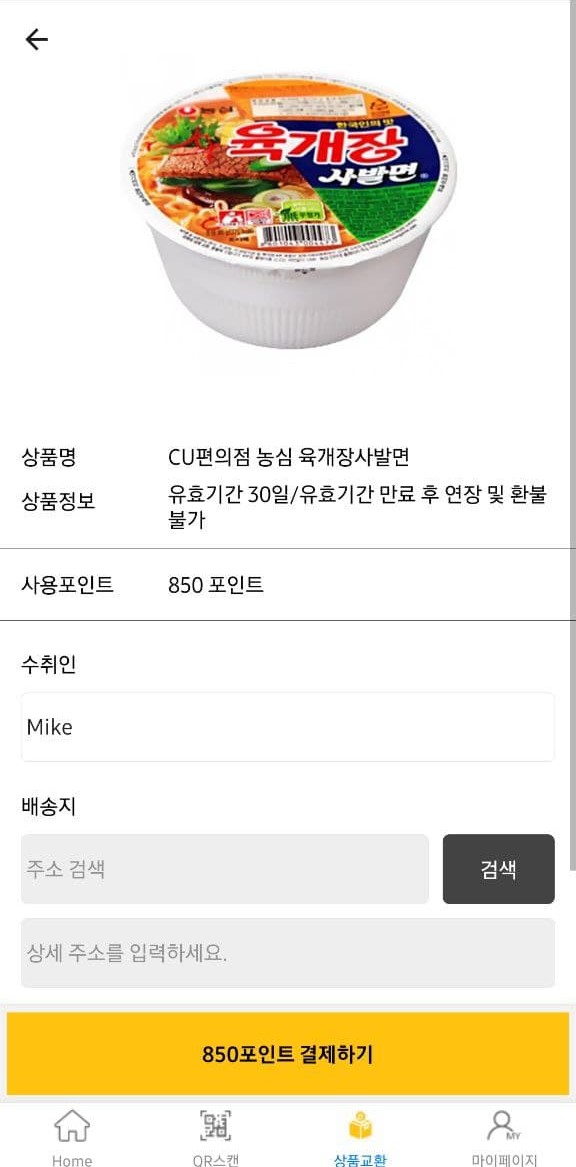 농심
한국인의 맛
육개장
사발면
상품명
CU편의점 농심 육개장사발면
상품정보
유효기간 30일/유효기간 만료 후 연장 및 환불
불가
사용포인트
850 포인트
수취인
Mike
배송지
주소 검색
검색
상세 주소를 입력하세요.
850포인트 결제하기
Home
QR스캔
상품교환
MY
마이페이지